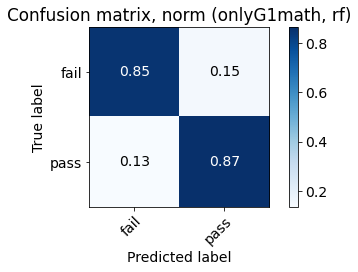 Confusion matrix, norm (onlyG1math, rf)
True label
fail
0.85 0.15
pass
0.13 0.87
fail pass
Predicted label
0.8
0.6
0.4
0.2